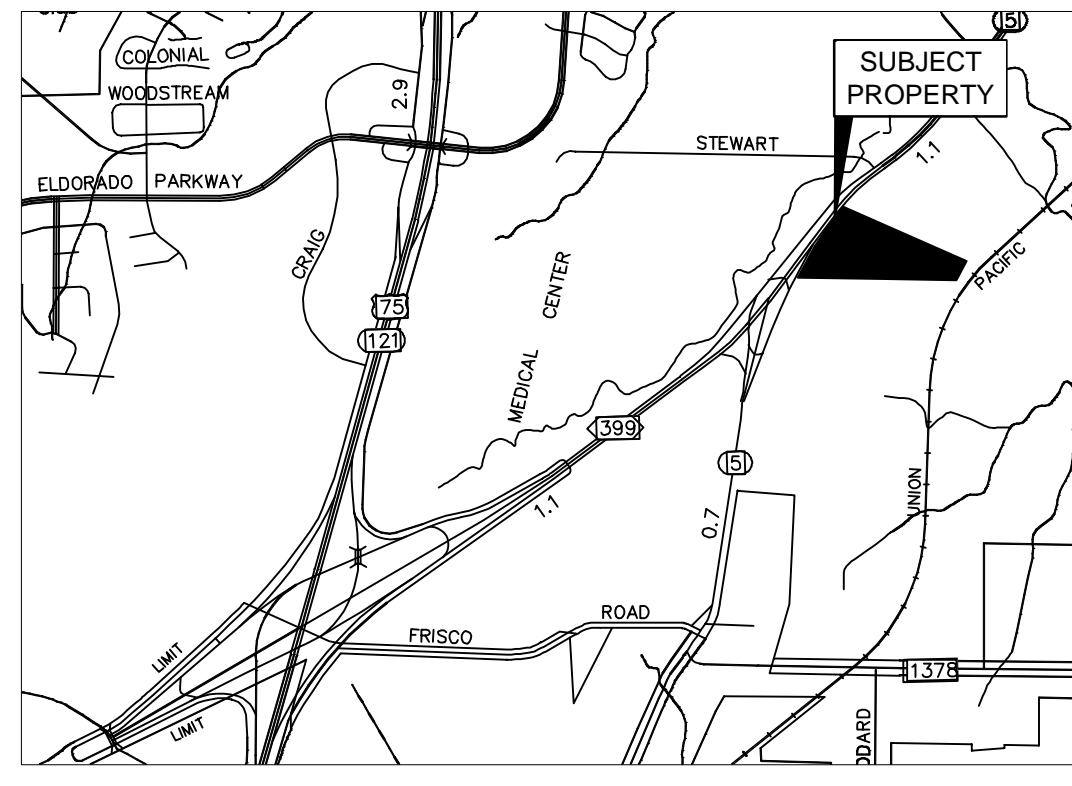 5
COLONIAL
SUBJECT
PROPERTY
WOODSTREAM
2.9
STEWART
1.1
ELDORADO PARKWAY
CRAIG
CENTER
PACIFIC
75
121
MEDICAL
399
5
1.1
UNION
0.7
ROAD
FRISCO
LIMIT
1378
LIMIT
DDARD